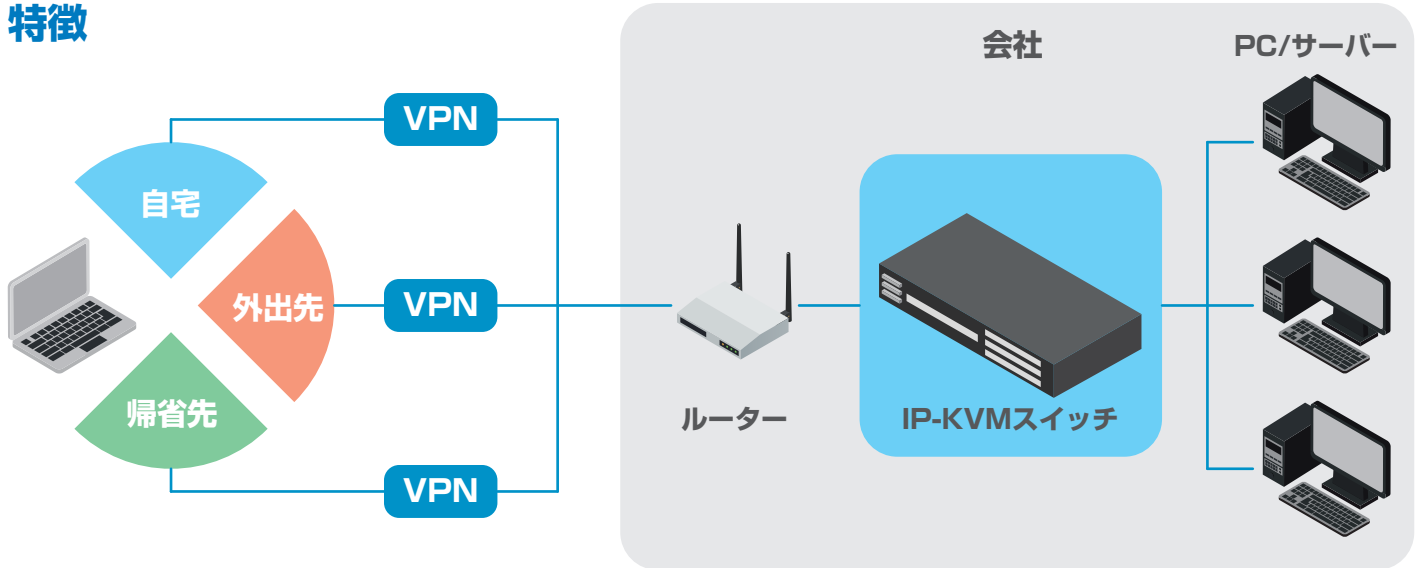 特徴
会社
PC/サーバー
VPN
自宅
外出先
VPN
帰省先
VPN
ルーター
IP-KVMスイッチ